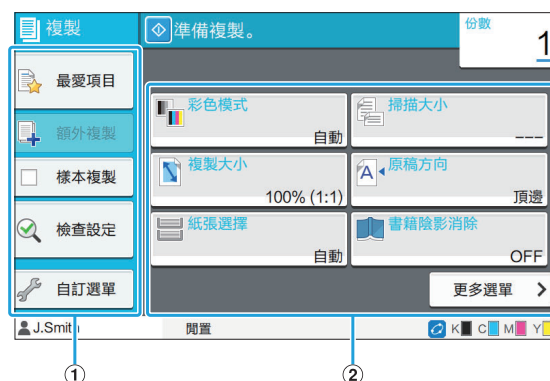 複製
準備複製。
份數
1
最愛項目
額外複製
樣本複製
檢查設定
自訂選單
彩色模式
自動
掃描大小
---
複製大小
100% (1:1)
原稿方向
頂邊
紙張選擇
自動
書籍陰影消除
OFF
更多選單
J.Smith
閒置
K C M Y
① ②